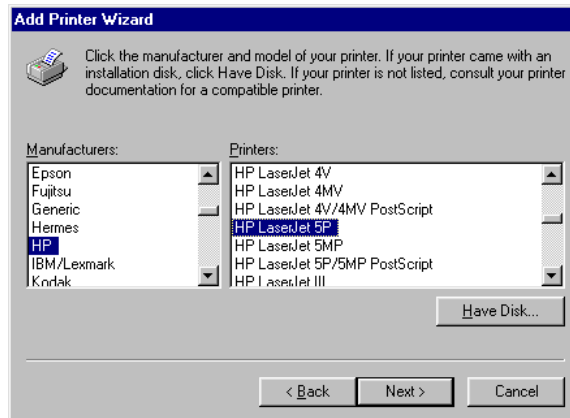 Add Printer Wizard
Click the manufacturer and model of your printer. If your printer came with an
installation disk, click Have Disk. If your printer is not listed, consult your printer
documentation for a compatible printer.
Manufacturers:
Epson
Fujitsu
Generic
Hermes
HP
IBM/Lexmark
Kodak
Printers:
HP LaserJet 4V
HP LaserJet 4MV
HP LaserJet 4V/4MV PostScript
HP LaserJet 5P
HP LaserJet 5MP
HP LaserJet 5P/5MP PostScript
HP LaserJet III
Have Disk...
< Back
Next >
Cancel